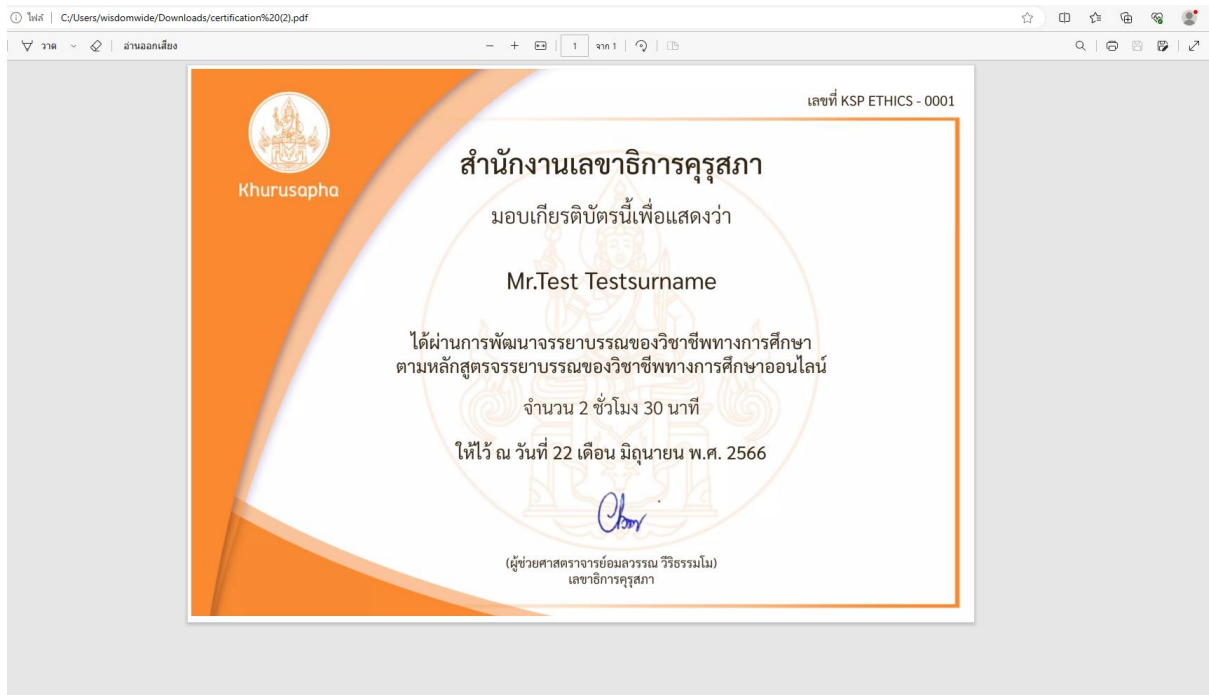 ไฟล์ C:/Users/wisdomwide/Downloads/certification%20(2).pdf
วาด อ่านออกเสียง 1 จาก 1
เลขที่ KSP ETHICS - 0001
Khurusapha
สำนักงานเลขาธิการคุรุสภา
มอบเกียรติบัตรนี้เพื่อแสดงว่า
Mr.Test Testsurname
ได้ผ่านการพัฒนาจรรยาบรรณของวิชาชีพทางการศึกษา
ตามหลักสูตรจรรยาบรรณของวิชาชีพทางการศึกษาออนไลน์
จำนวน 2 ชั่วโมง 30 นาที
ให้ไว้ ณ วันที่ 22 เดือน มิถุนายน พ.ศ. 2566
(ผู้ช่วยศาสตราจารย์อมลวรรณ วีรธรรมโม)
เลขาธิการคุรุสภา